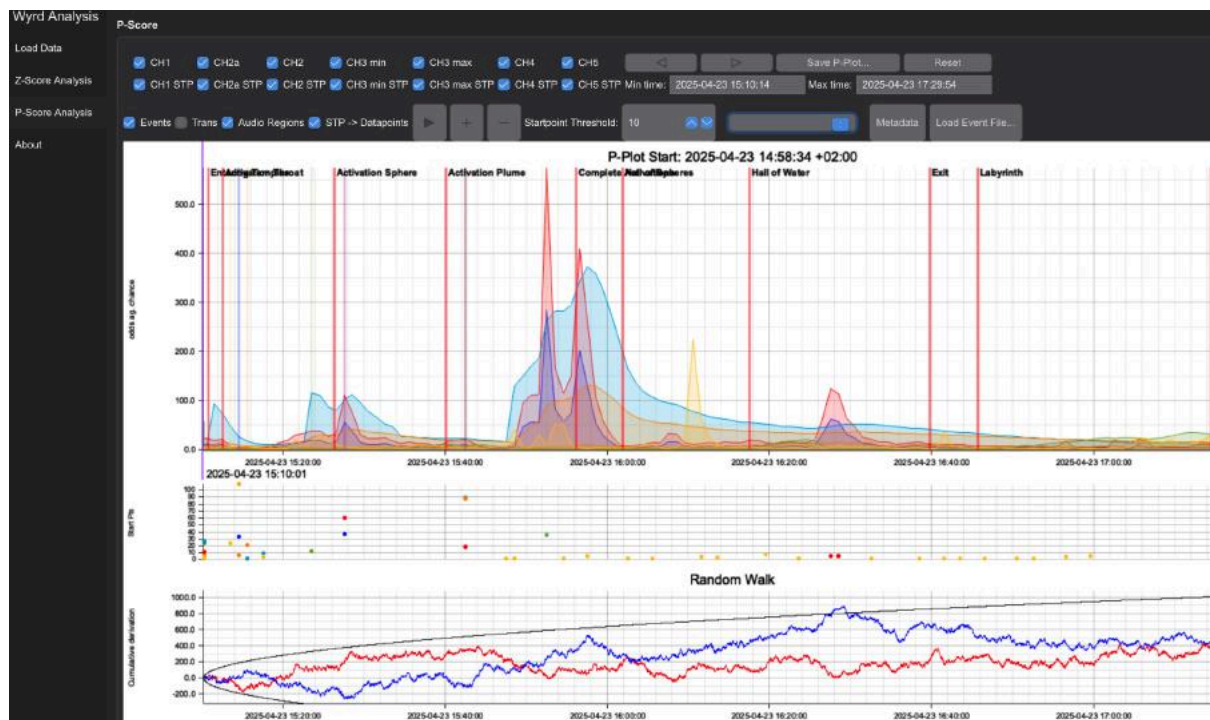 Wyrd Analysis
Load Data
Z-Score Analysis
P-Score Analysis
About
P-Score
CH1 CH2a CH2 CH3 min CH3 max CH4 CH5 Save P-Plot... Reset
CH1 STP CH2a STP CH2 STP CH3 min STP CH3 max STP CH4 STP CH5 STP Min time: 2025-04-23 15:10:14 Max time: 2025-04-23 17:29:54
Events Trans Audio Regions STP -> Datapoints + − Startpoint Threshold: 10 Metadata Load Event File...
P-Plot Start: 2025-04-23 14:58:34 +02:00
Activation Sphere Activation Plume Hall of Water Exit Labyrinth
500.0
400.0
300.0
200.0
100.0
0.0
odds ag. chance
2025-04-23 15:20:00 2025-04-23 15:40:00 2025-04-23 16:00:00 2025-04-23 16:20:00 2025-04-23 16:40:00 2025-04-23 17:00:00
2025-04-23 15:10:01
100
90
80
70
60
50
40
30
20
10
0
Start Pts
Random Walk
1000.0
800.0
600.0
400.0
200.0
0.0
-200.0
Cumulative derivation
2025-04-23 15:20:00 2025-04-23 15:40:00 2025-04-23 16:00:00 2025-04-23 16:20:00 2025-04-23 16:40:00 2025-04-23 17:00:00